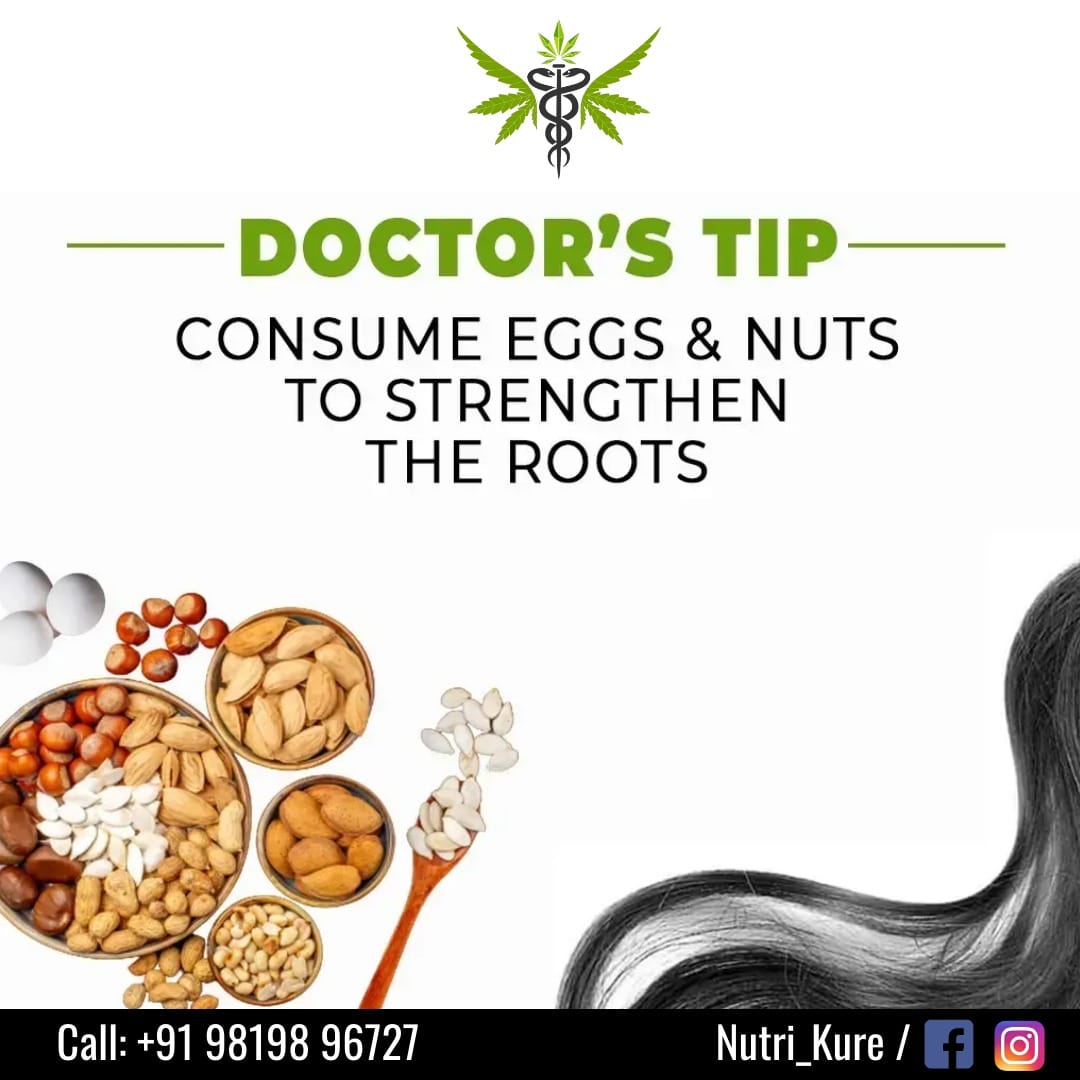 DOCTOR'S TIP
CONSUME EGGS & NUTS
TO STRENGTHEN
THE ROOTS
Call: +91 98198 96727
Nutri_Kure /